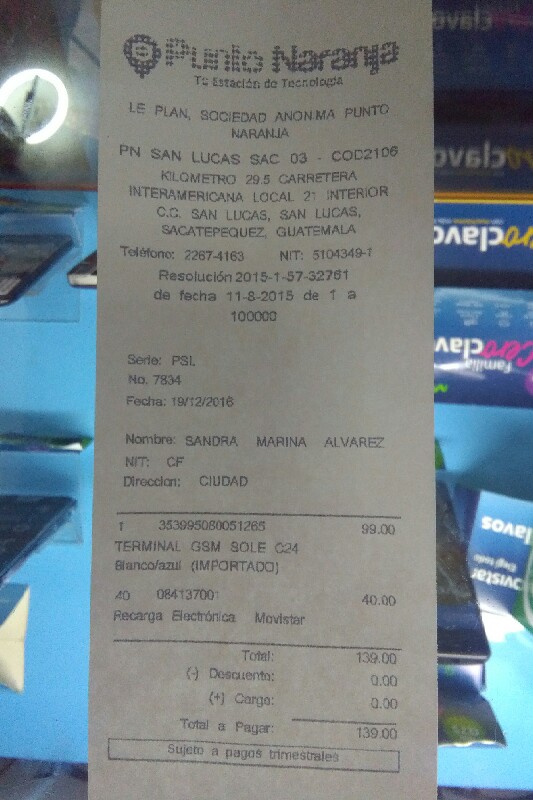 Punto Naranja
Tu Estación de Tecnología
LE PLAN, SOCIEDAD ANONIMA PUNTO
NARANJA
PN SAN LUCAS SAC 03 - COD2106
KILOMETRO 29.5 CARRETERA
INTERAMERICANA LOCAL 21 INTERIOR
C.C. SAN LUCAS, SAN LUCAS,
SACATEPEQUEZ, GUATEMALA
Teléfono: 2267-4163 NIT: 5104349-1
Resolución 2015-1-57-32761
de fecha 11-8-2015 de 1 a
100000
Serie: PSL
No. 7834
Fecha: 19/12/2016
Nombre: SANDRA MARINA ALVAREZ
NIT: CF
Direccion: CIUDAD
1 353995080051265 99.00
TERMINAL GSM SOLE C24
Blanco/azul (IMPORTADO)
40 084137001 40.00
Recarga Electrónica Movistar
Total: 139.00
(-) Descuento: 0.00
(+) Cargo: 0.00
Total a Pagar: 139.00
Sujeto a pagos trimestrales
clavo
clavo
Familia
Cero
clavo
clavos
ovistar